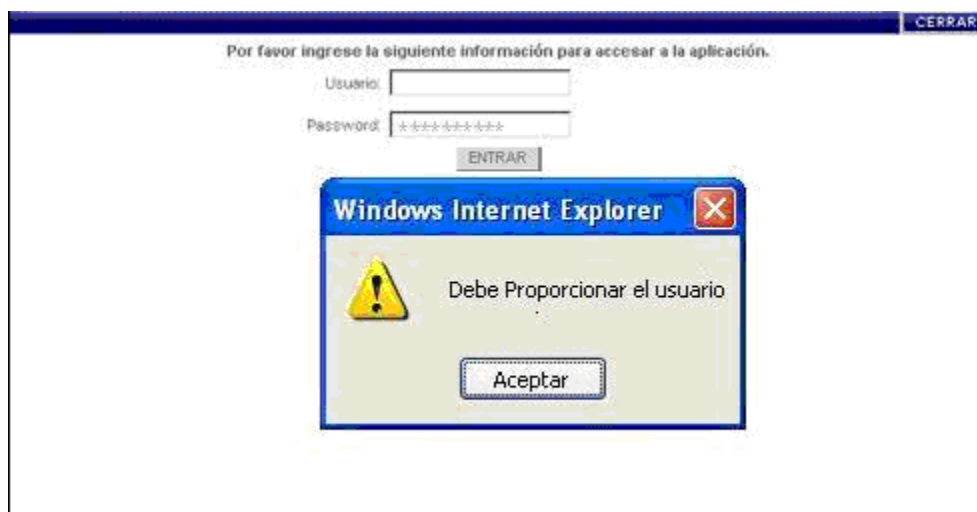 CERRAR
Por favor ingrese la siguiente información para accesar a la aplicación.
Usuario:
Password: **********
ENTRAR
Windows Internet Explorer
Debe Proporcionar el usuario
Aceptar